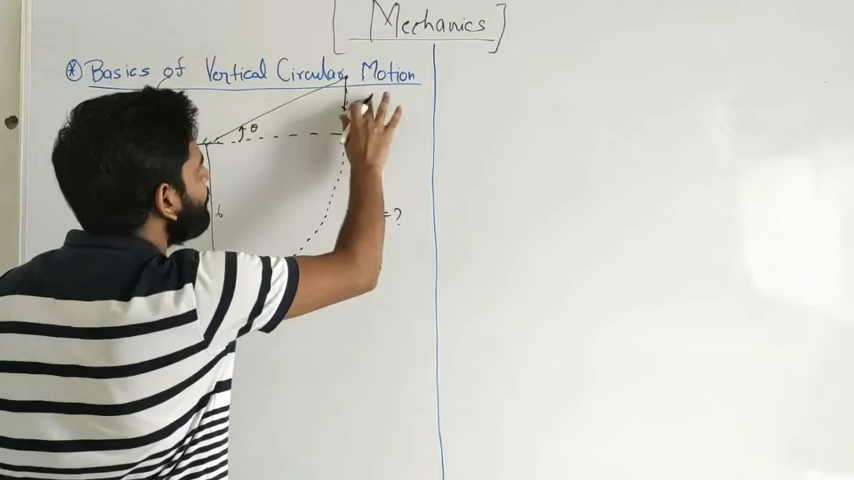 [Mechanics]
* Basics of Vertical Circular Motion
θ
= ?